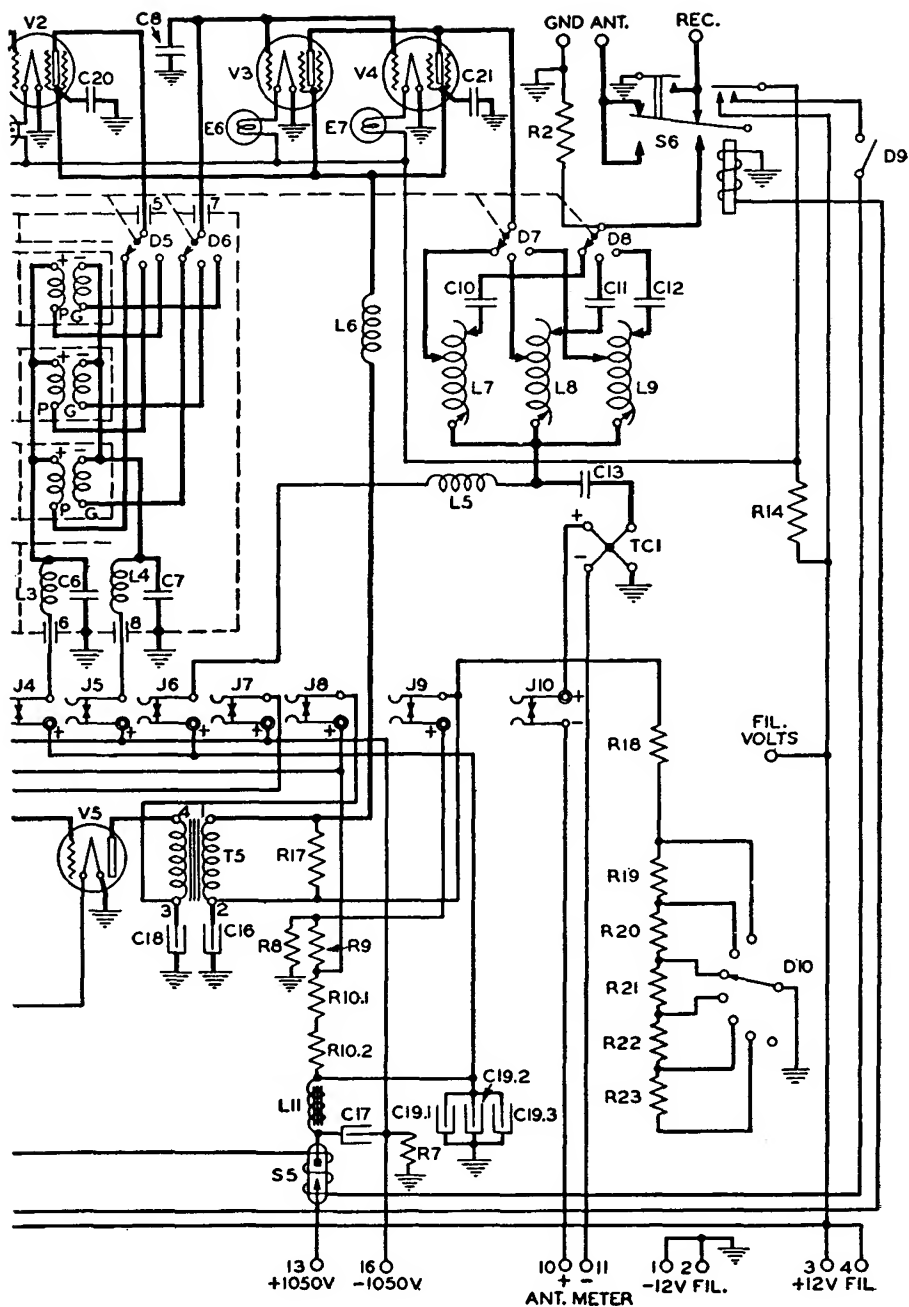 V2
C8
GND ANT.
REC.
V3
V4
C20
C21
E6
E7
R2
S6
D9
5
7
D5
D6
D7
D8
C10
C11
C12
+ -
P G
L6
L7
L8
L9
+ -
P G
+ -
P G
C13
L5
R14
+
TC1
-
L3
C6
L4
C7
6
8
J4
J5
J6
J7
J8
J9
J10
+
+
+
+
+
+
+
-
R18
FIL.
VOLTS
V5
4
1
T5
R17
3
2
R19
C18
C16
R8
R9
R20
D10
R21
R10.1
R22
R10.2
R23
L11
C17
C19.1
C19.2
C19.3
R7
S5
13
16
10
11
1
2
3
4
+1050V
-1050V
+
-
-12V FIL.
+12V FIL
ANT. METER